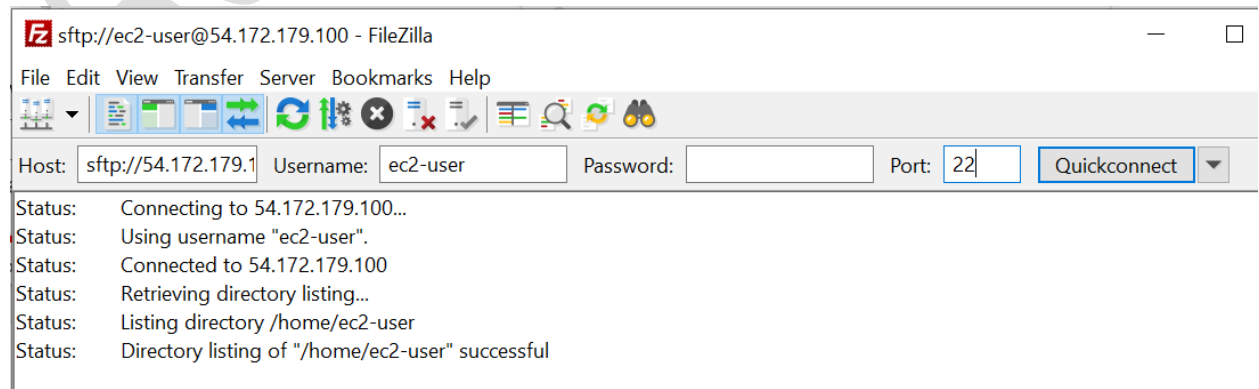 sftp://ec2-user@54.172.179.100 - FileZilla
File Edit View Transfer Server Bookmarks Help
Host: sftp://54.172.179.1 Username: ec2-user Password: Port: 22 Quickconnect
Status: Connecting to 54.172.179.100...
Status: Using username "ec2-user".
Status: Connected to 54.172.179.100
Status: Retrieving directory listing...
Status: Listing directory /home/ec2-user
Status: Directory listing of "/home/ec2-user" successful